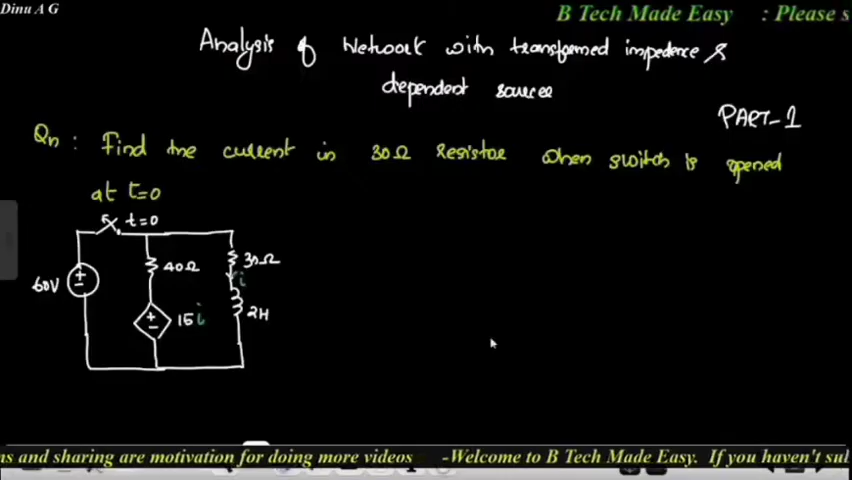 Dinu A G
B Tech Made Easy : Please s
Analysis of Network with transformed impedence &
dependent source
PART-1
Qn : Find the current in 30Ω resistor when switch is opened
at t=0
t=0
60V
+
-
40Ω
30Ω
i
+
-
15i
2H
ns and sharing are motivation for doing more videos -Welcome to B Tech Made Easy. If you haven't sul